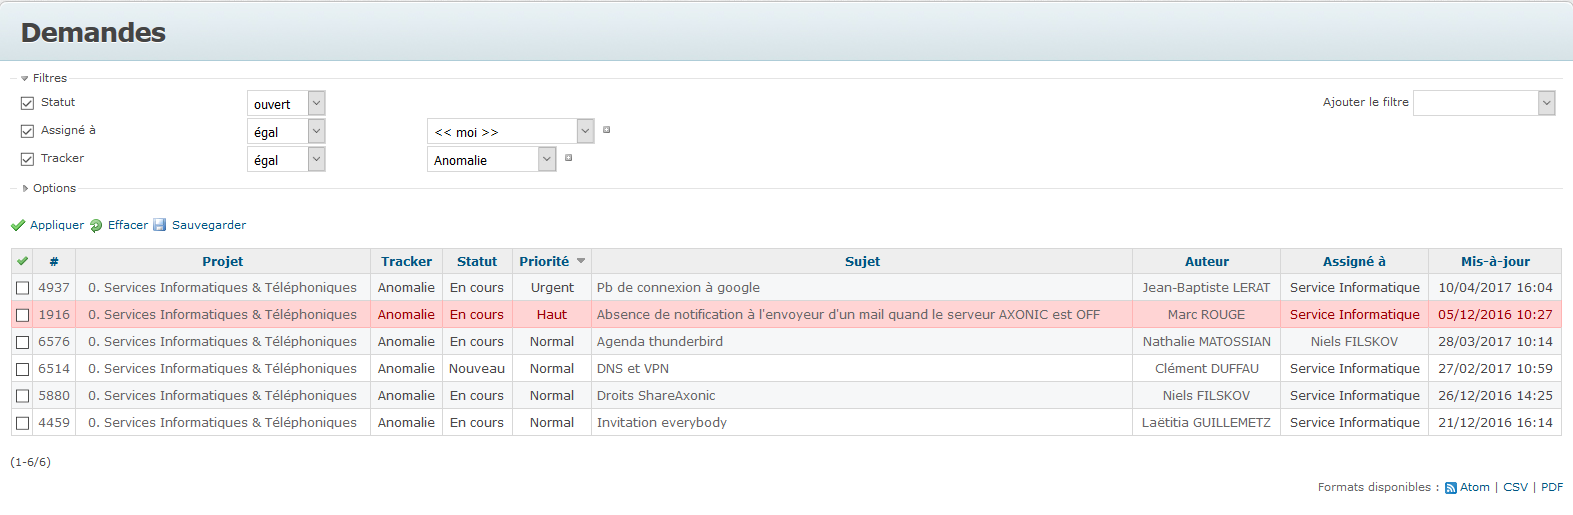 Demandes
Filtres
Statut ouvert Ajouter le filtre
Assigné à égal << moi >>
Tracker égal Anomalie
Options
Appliquer Effacer Sauvegarder
# Projet Tracker Statut Priorité Sujet Auteur Assigné à Mis-à-jour
4937 0. Services Informatiques & Téléphoniques Anomalie En cours Urgent Pb de connexion à google Jean-Baptiste LERAT Service Informatique 10/04/2017 16:04
1916 0. Services Informatiques & Téléphoniques Anomalie En cours Haut Absence de notification à l'envoyeur d'un mail quand le serveur AXONIC est OFF Marc ROUGE Service Informatique 05/12/2016 10:27
6576 0. Services Informatiques & Téléphoniques Anomalie En cours Normal Agenda thunderbird Nathalie MATOSSIAN Niels FILSKOV 28/03/2017 10:14
6514 0. Services Informatiques & Téléphoniques Anomalie Nouveau Normal DNS et VPN Clément DUFFAU Service Informatique 27/02/2017 10:59
5880 0. Services Informatiques & Téléphoniques Anomalie En cours Normal Droits ShareAxonic Niels FILSKOV Service Informatique 26/12/2016 14:25
4459 0. Services Informatiques & Téléphoniques Anomalie En cours Normal Invitation everybody Laëtitia GUILLEMETZ Service Informatique 21/12/2016 16:14
(1-6/6)
Formats disponibles : Atom | CSV | PDF